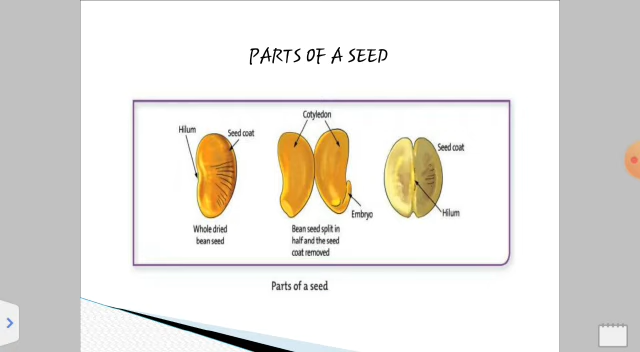 PARTS OF A SEED
Cotyledon
Hilum
Seed coat
Seed coat
Embryo
Hilum
Whole dried
bean seed
Bean seed split in
half and the seed
coat removed
Parts of a seed